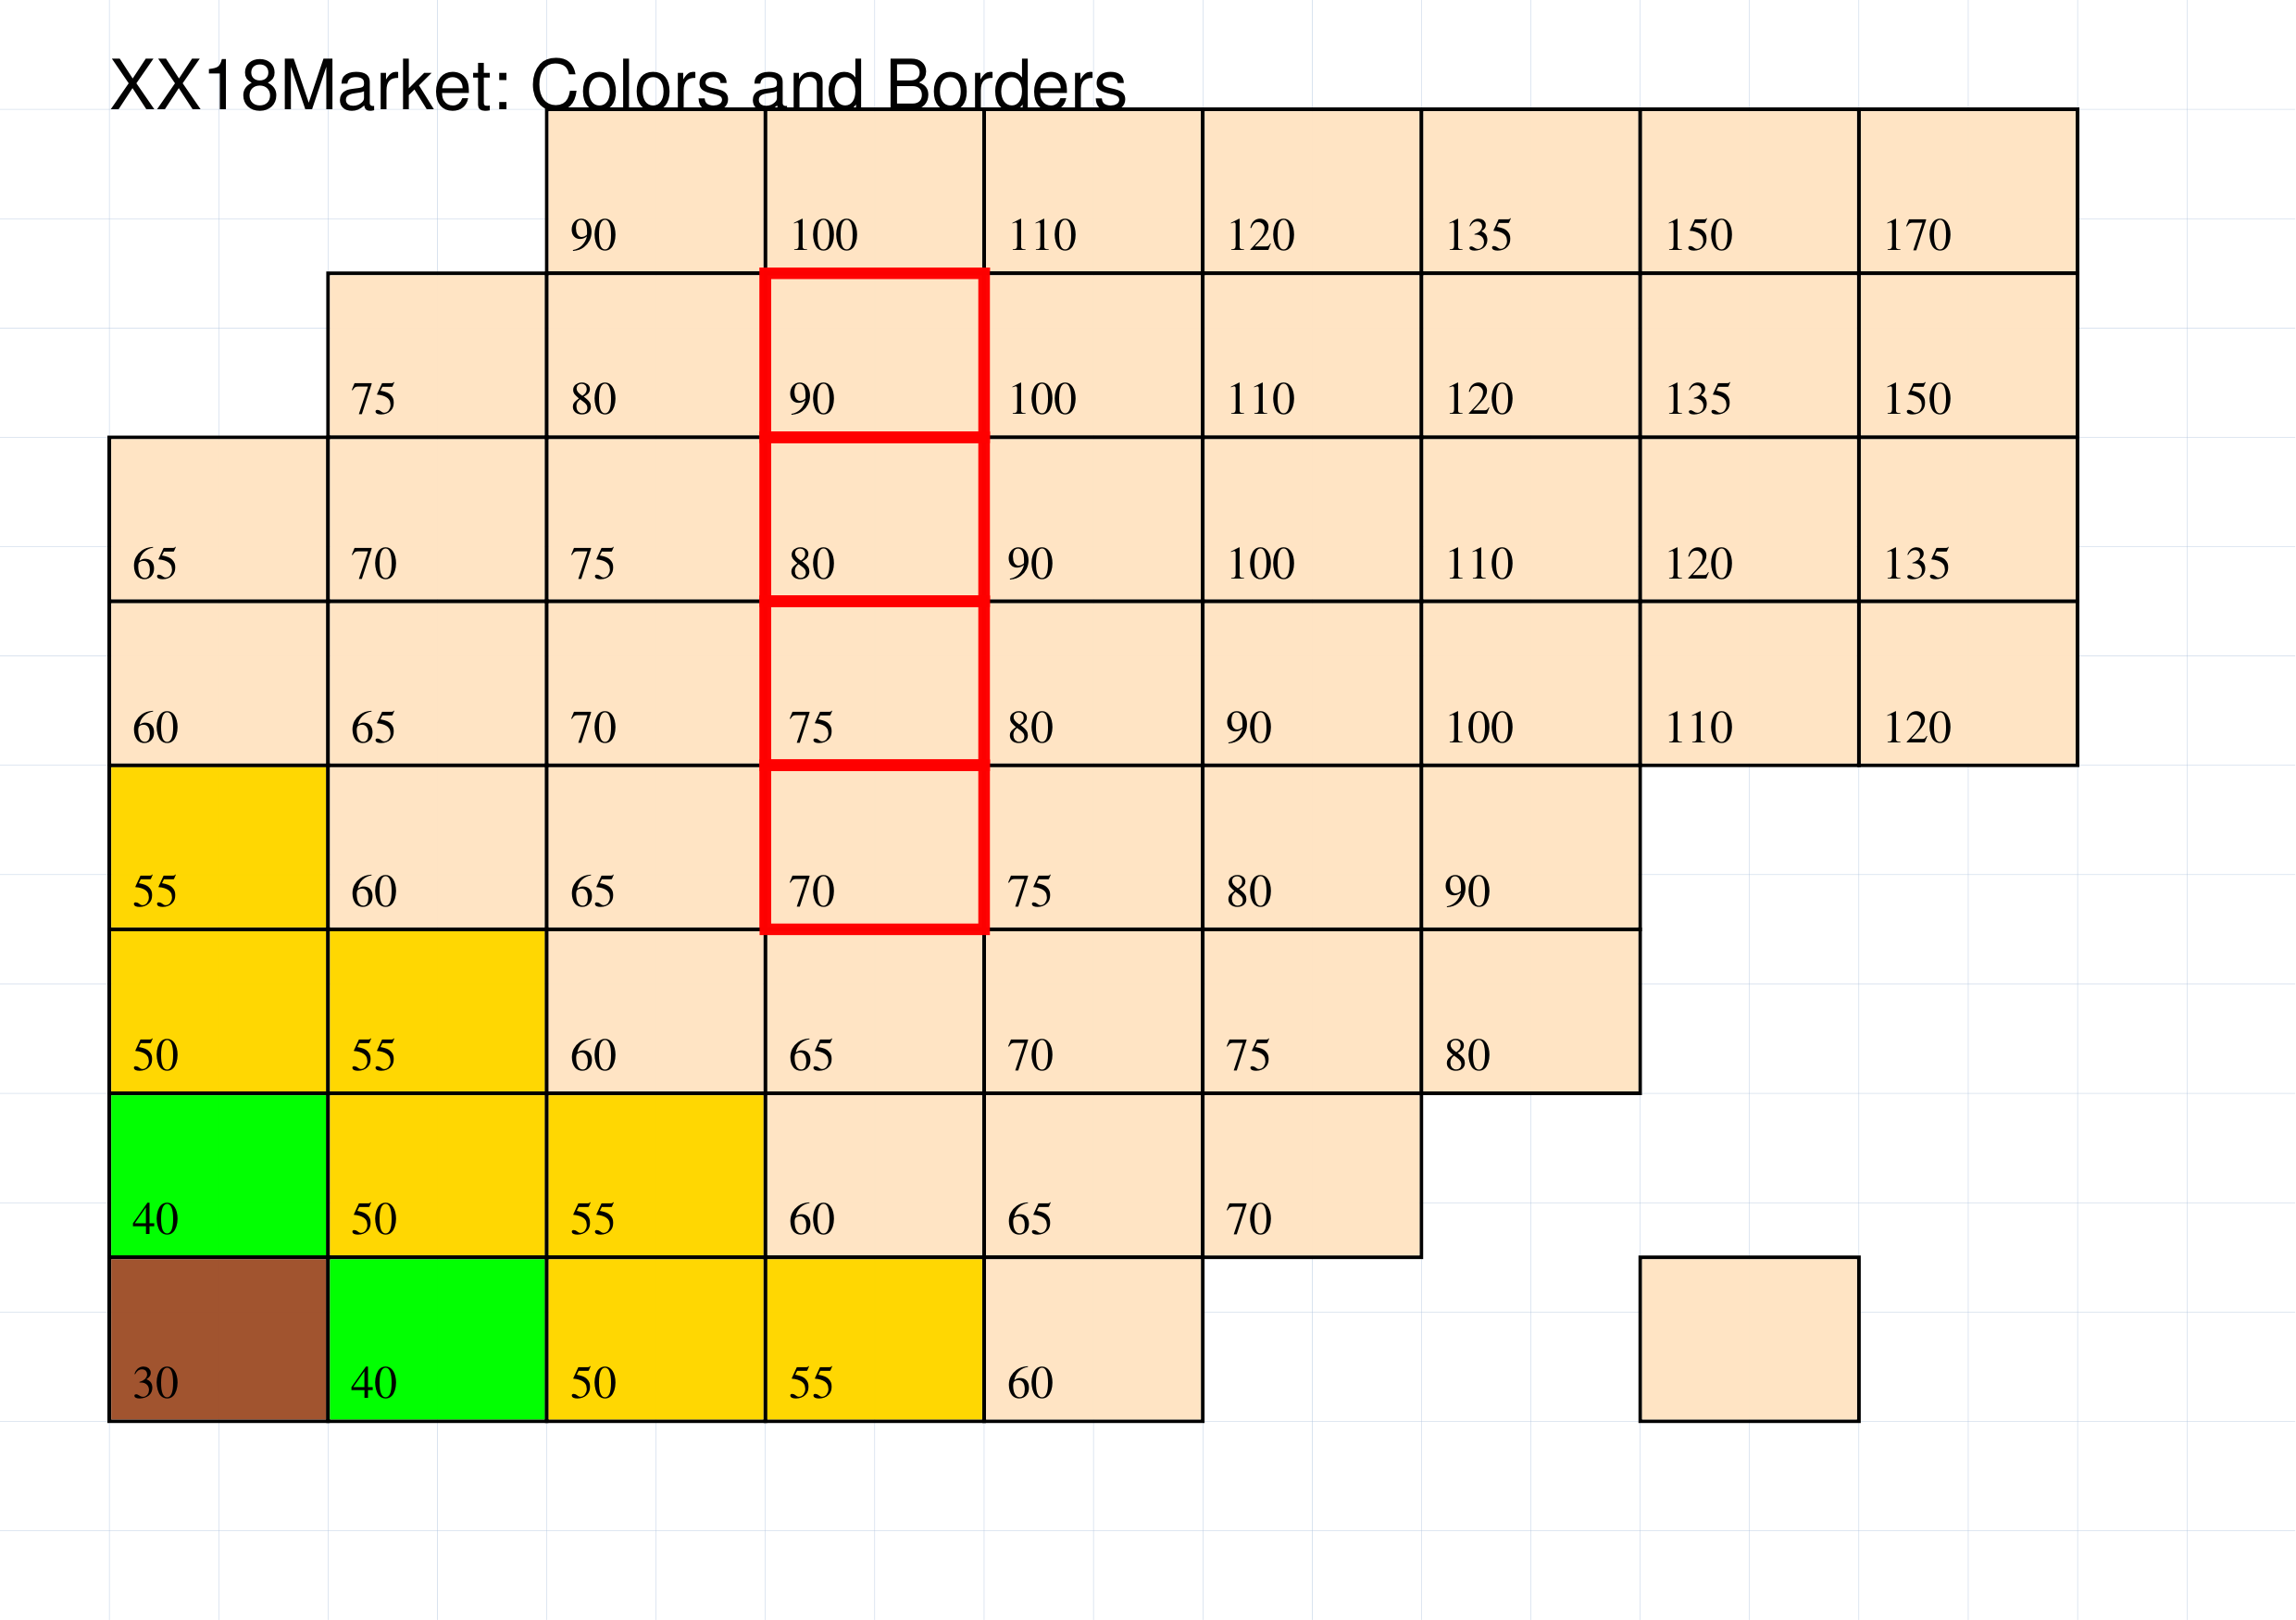 XX18Market: Colors and Borders
90 100 110 120 135 150 170
75 80 90 100 110 120 135 150
65 70 75 80 90 100 110 120 135
60 65 70 75 80 90 100 110 120
55 60 65 70 75 80 90
50 55 60 65 70 75 80
40 50 55 60 65 70
30 40 50 55 60